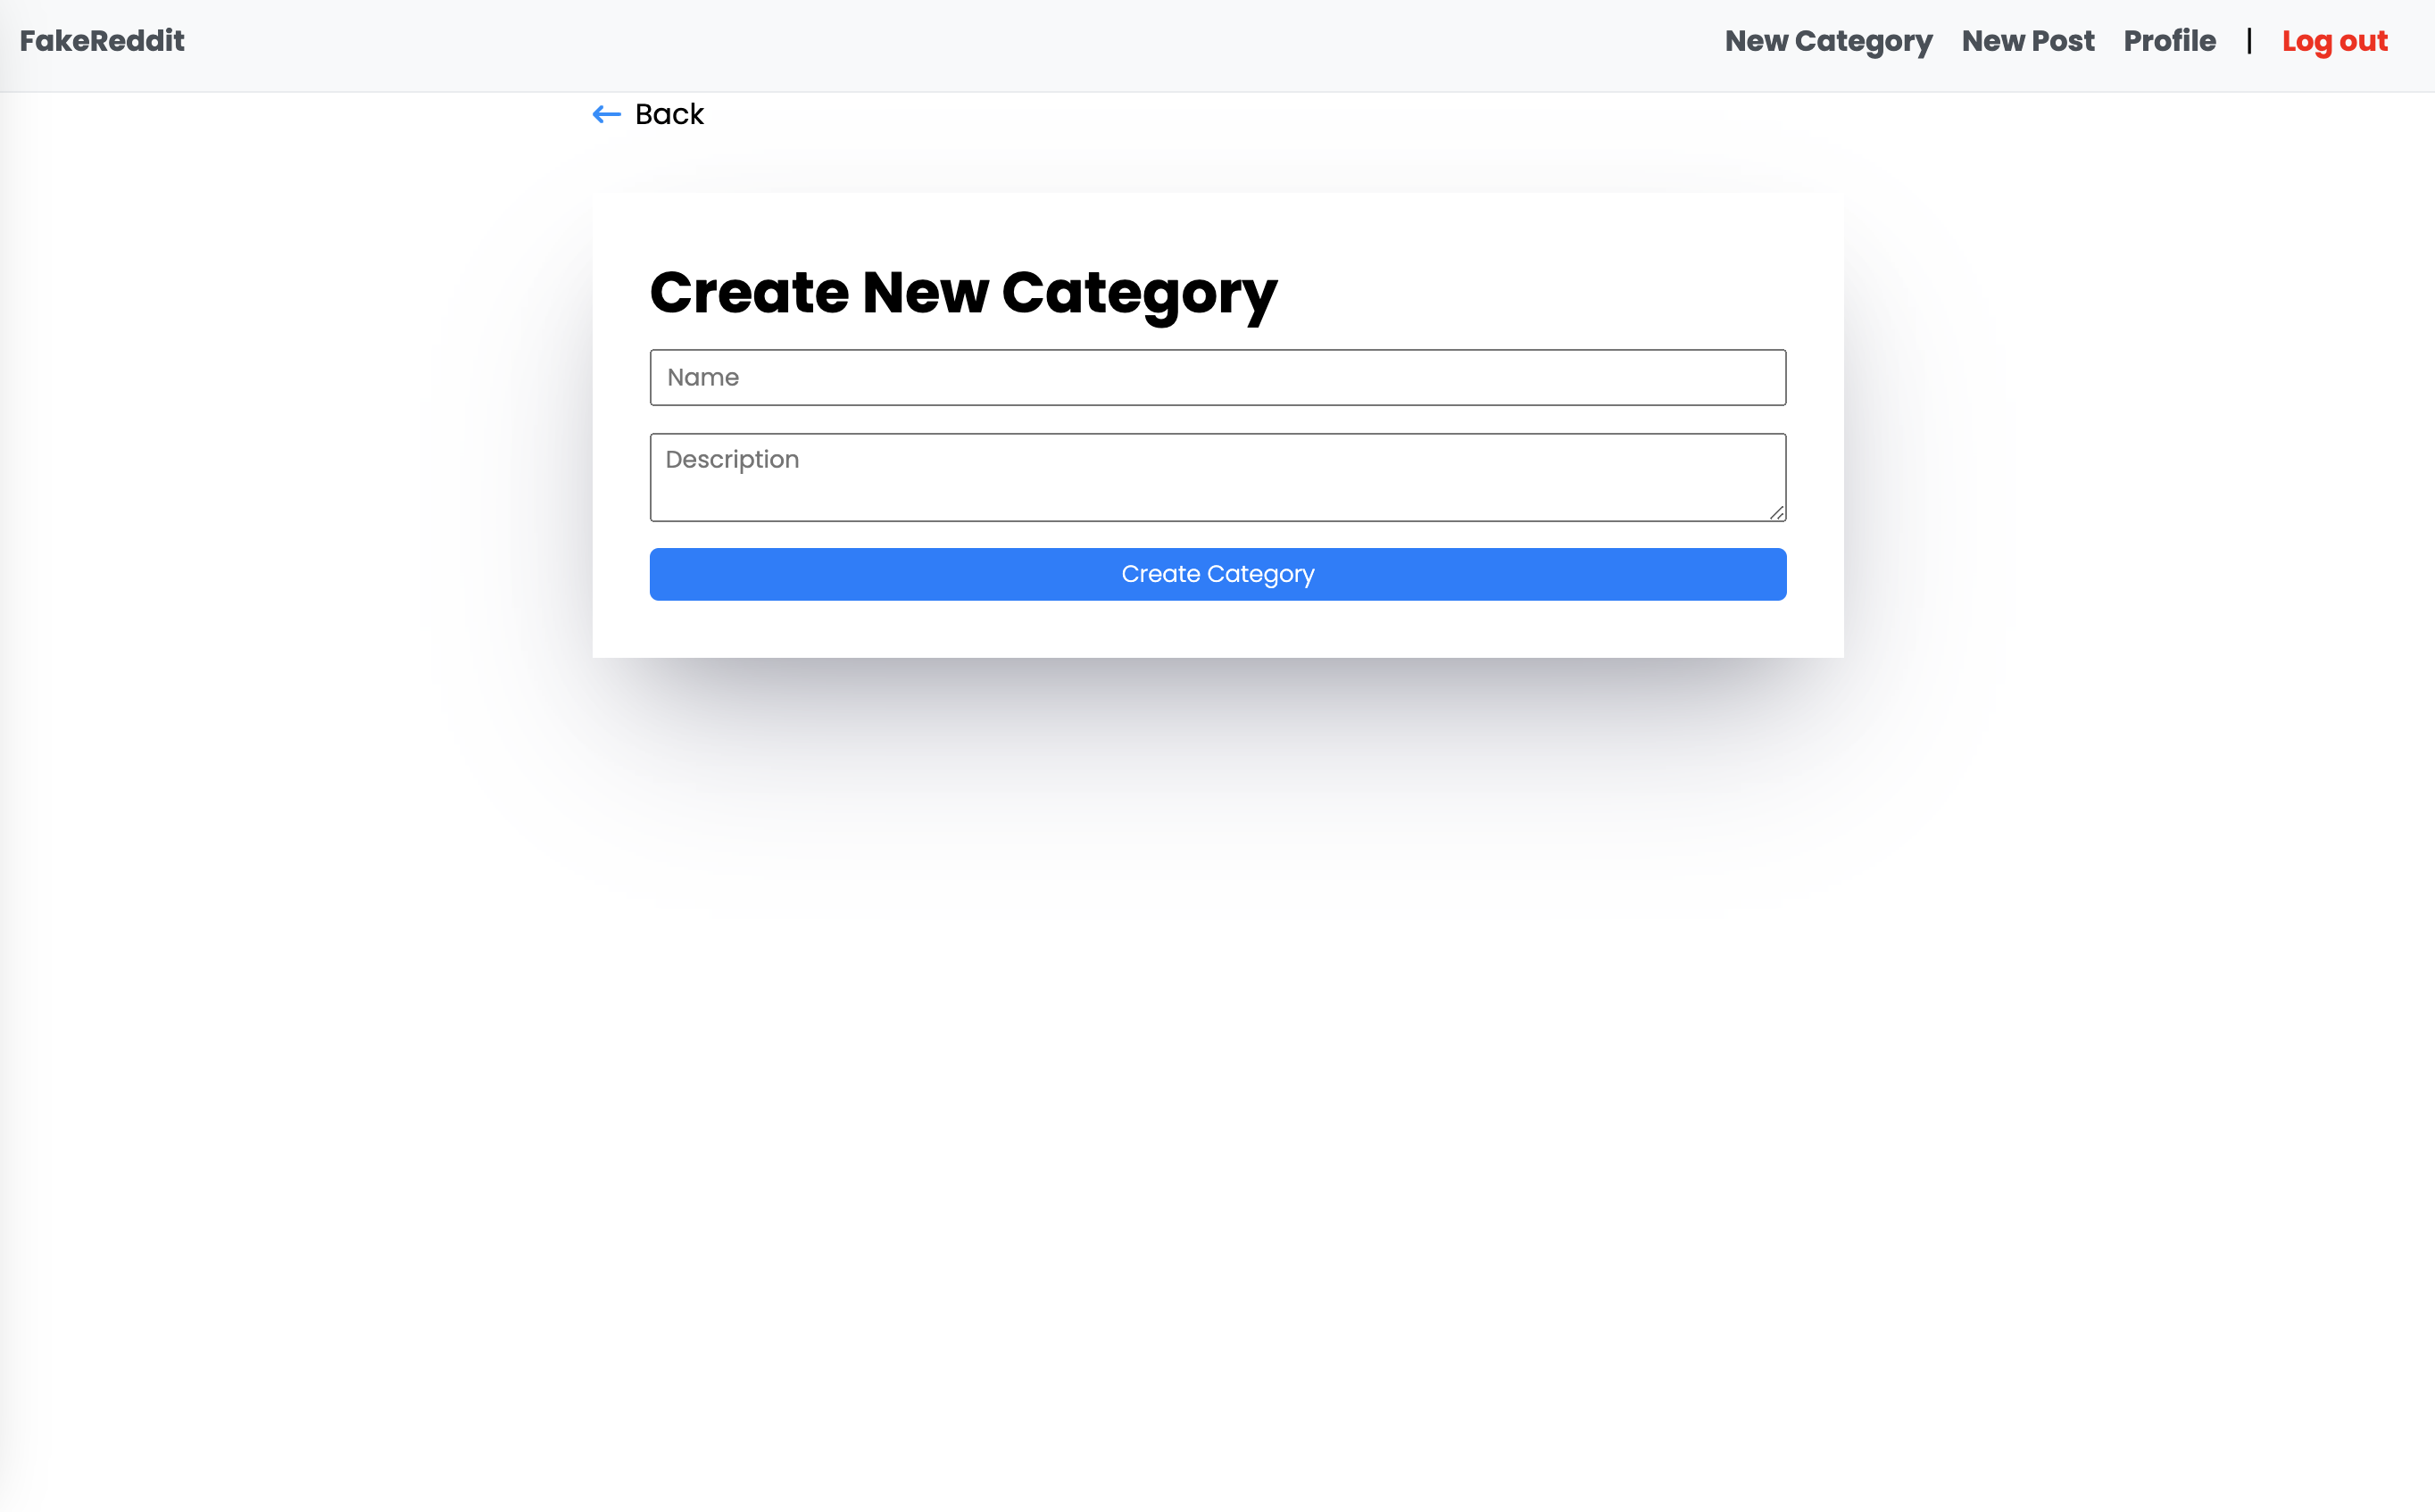 FakeReddit
New Category New Post Profile | Log out
← Back
Create New Category
Name
Description
Create Category